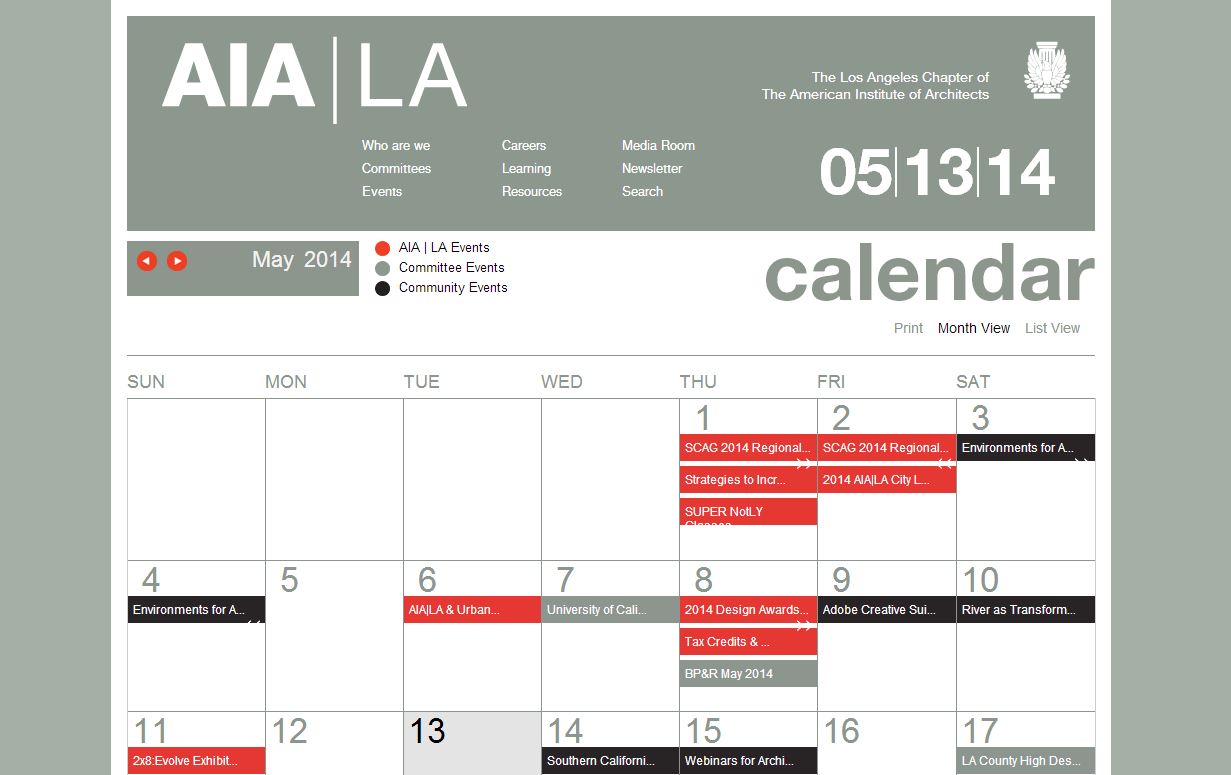 AIA|LA
The Los Angeles Chapter of
The American Institute of Architects
Who are we
Careers
Media Room
Committees
Learning
Newsletter
Events
Resources
Search
05|13|14
May 2014
AIA | LA Events
Committee Events
Community Events
calendar
Print Month View List View
SUN MON TUE WED THU FRI SAT
1
SCAG 2014 Regional...
Strategies to Incr...
SUPER NotLY
2
SCAG 2014 Regional...
2014 AIA|LA City L...
3
Environments for A...
4
Environments for A...
5
6
AIA|LA & Urban...
7
University of Cali...
8
2014 Design Awards...
Tax Credits & ...
BP&R May 2014
9
Adobe Creative Sui...
10
River as Transform...
11
2x8:Evolve Exhibit...
12
13
14
Southern Californi...
15
Webinars for Archi...
16
17
LA County High Des...